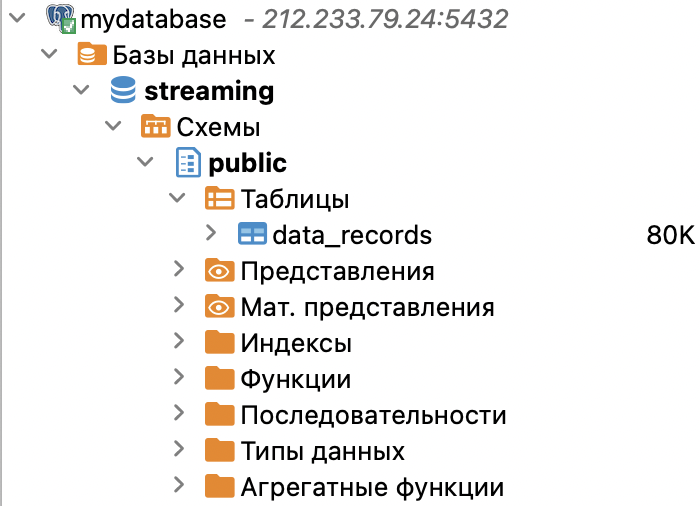 mydatabase - 212.233.79.24:5432
Базы данных
streaming
Схемы
public
Таблицы
data_records 80K
Представления
Мат. представления
Индексы
Функции
Последовательности
Типы данных
Агрегатные функции